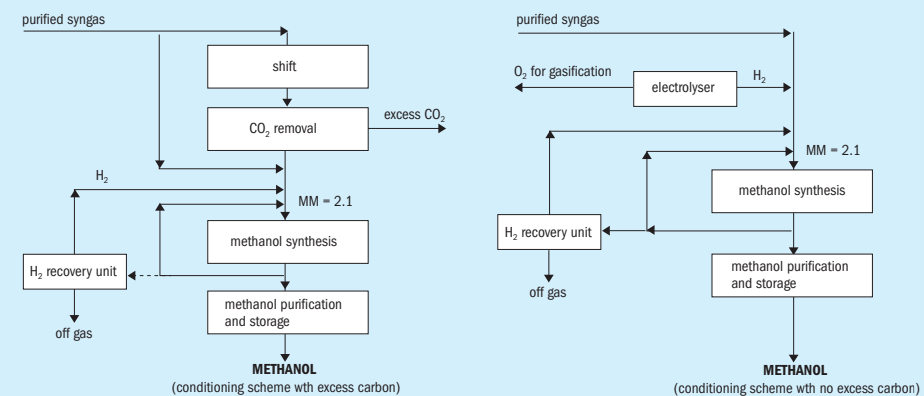 purified syngas
shift
CO₂ removal
excess CO₂
H₂
MM = 2.1
methanol synthesis
H₂ recovery unit
off gas
methanol purification
and storage
METHANOL
(conditioning scheme wth excess carbon)
purified syngas
O₂ for gasification
electrolyser
H₂
MM = 2.1
methanol synthesis
H₂ recovery unit
off gas
methanol purification
and storage
METHANOL
(conditioning scheme wth no excess carbon)